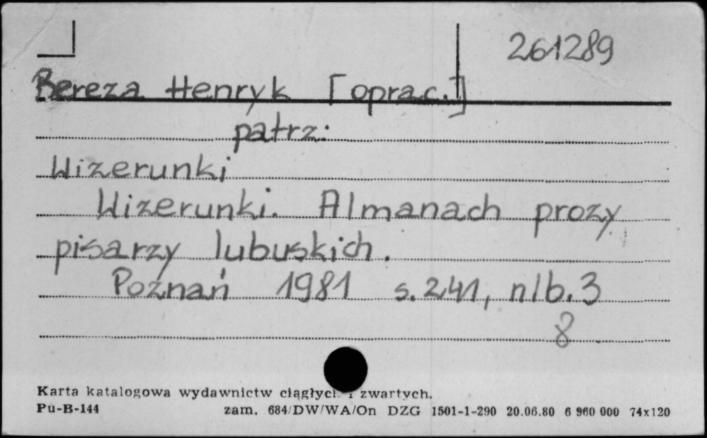 261289
Bereza Henryk [oprac.]
patrz:
Wizerunki
Wizerunki. Almanach prozy
pisarzy lubuskich.
Poznań 1981 s. 241, nlb. 3
8
Karta katalogowa wydawnictw ciągłych i zwartych.
Pu-B-144 zam. 684/DW/WA/On DZG 1501-1-290 20.06.80 6 960 000 74x120